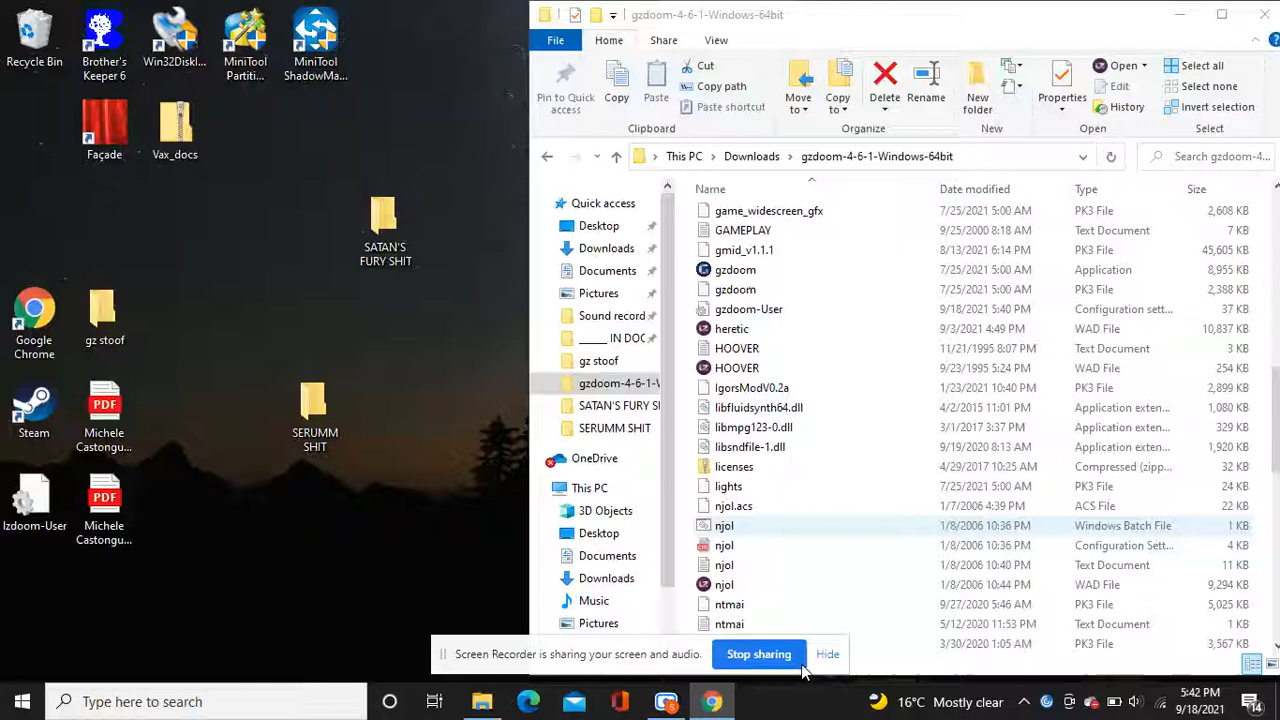 Recycle Bin
Brother's
Keeper 6
Win32Diskl...
MiniTool
Partiti...
MiniTool
ShadowMa...
Façade
Vax_docs
SATAN'S
FURY SHIT
Google
Chrome
gz stoof
Steam
Michele
Castongu...
SERUMM
SHIT
lzdoom-User
Michele
Castongu...
gzdoom-4-6-1-Windows-64bit
File Home Share View
Pin to Quick
access
Copy
Paste
Cut
Copy path
Paste shortcut
Move
to
Copy
to
Delete
Rename
New
folder
Properties
Open
Edit
History
Select all
Select none
Invert selection
Clipboard Organize New Open Select
This PC Downloads gzdoom-4-6-1-Windows-64bit
Search gzdoom-4...
Quick access
Desktop
Downloads
Documents
Pictures
Sound record
_____ IN DOC
gz stoof
gzdoom-4-6-1-W
SATAN'S FURY SH
SERUMM SHIT
OneDrive
This PC
3D Objects
Desktop
Documents
Downloads
Music
Pictures
Name Date modified Type Size
game_widescreen_gfx 7/25/2021 5:00 AM PK3 File 2,608 KB
GAMEPLAY 9/25/2000 8:18 AM Text Document 7 KB
gmid_v1.1.1 8/13/2021 6:14 PM PK3 File 45,605 KB
gzdoom 7/25/2021 5:00 AM Application 8,955 KB
gzdoom 7/25/2021 5:00 AM PK3 File 2,388 KB
gzdoom-User 9/18/2021 5:40 PM Configuration sett... 37 KB
heretic 9/3/2021 4:49 PM WAD File 10,837 KB
HOOVER 11/21/1995 8:07 PM Text Document 3 KB
HOOVER 9/23/1995 5:24 PM WAD File 254 KB
IgorsModV0.2a 1/23/2021 10:40 PM PK3 File 2,899 KB
libfluidsynth64.dll 4/2/2015 11:01 PM Application exten... 1,080 KB
libmpg123-0.dll 3/1/2017 3:37 PM Application exten... 329 KB
libsndfile-1.dll 9/19/2020 8:13 AM Application exten... 1,920 KB
licenses 4/29/2017 10:25 AM Compressed (zipp... 32 KB
lights 7/25/2021 5:00 AM PK3 File 24 KB
njol.acs 1/7/2006 4:39 PM ACS File 22 KB
njol 1/8/2006 10:36 PM Windows Batch File 1 KB
njol 1/8/2006 10:36 PM Configuration Sett... 4 KB
njol 1/8/2006 10:40 PM Text Document 7 KB
njol 1/8/2006 10:36 PM WAD File 9,294 KB
ntmai 9/27/2020 5:46 AM PK3 File 5,025 KB
ntmai 5/12/2020 11:53 PM Text Document 3 KB
3/30/2020 1:05 AM PK3 File 3,567 KB
Screen Recorder is sharing your screen and audio. Stop sharing Hide
Type here to search
16°C Mostly clear
5:42 PM
9/18/2021
14